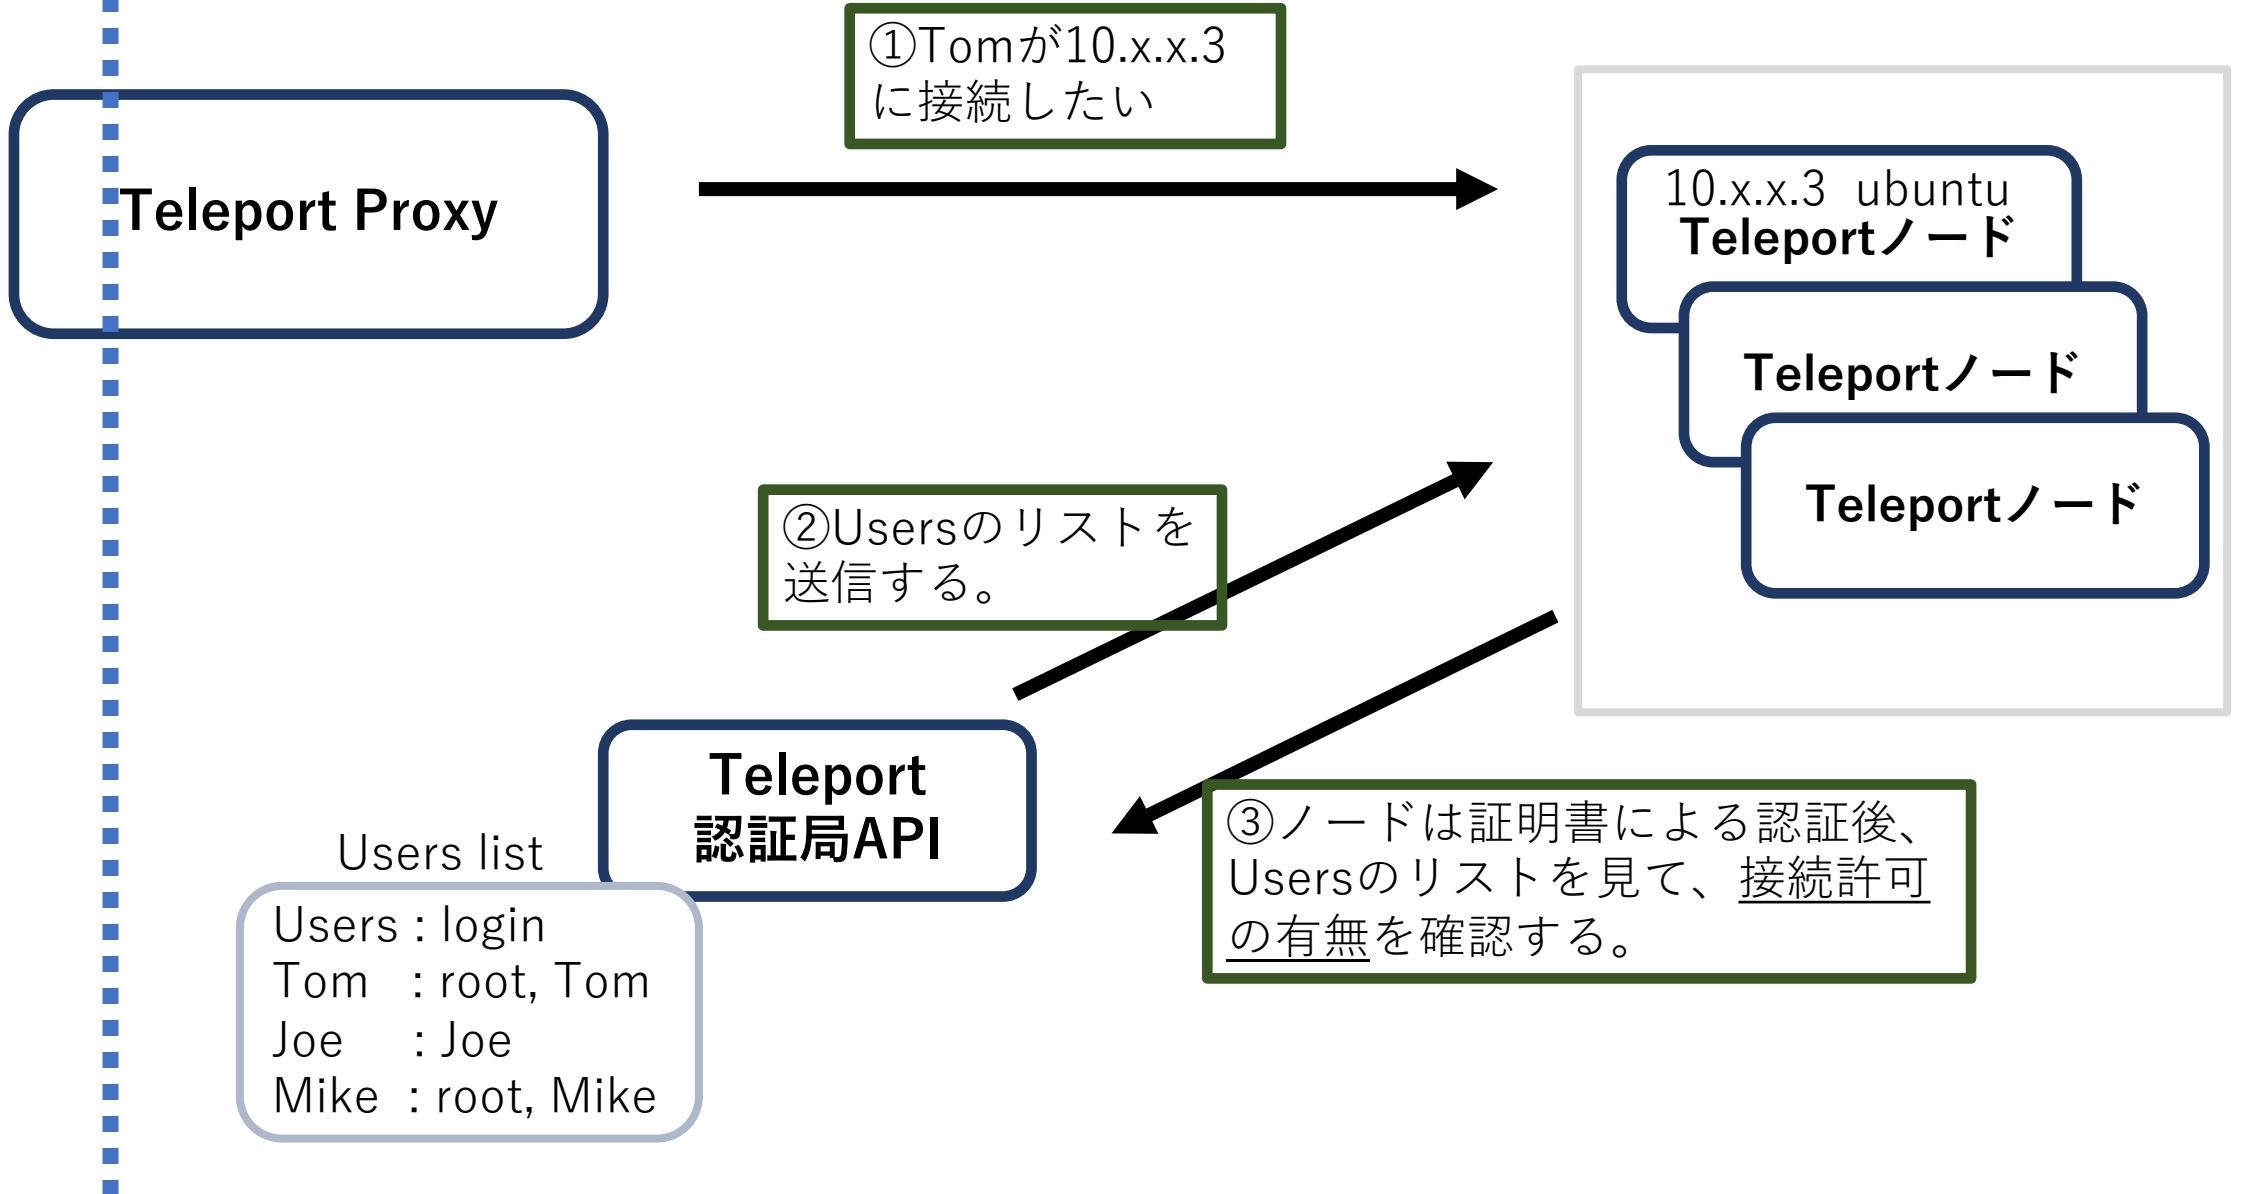 ①Tomが10.x.x.3
に接続したい
Teleport Proxy
10.x.x.3 ubuntu
Teleportノード
Teleportノード
Teleportノード
②Usersのリストを
送信する。
Teleport
認証局API
③ノードは証明書による認証後、
Usersのリストを見て、接続許可
の有無を確認する。
Users list
Users : login
Tom : root, Tom
Joe : Joe
Mike : root, Mike